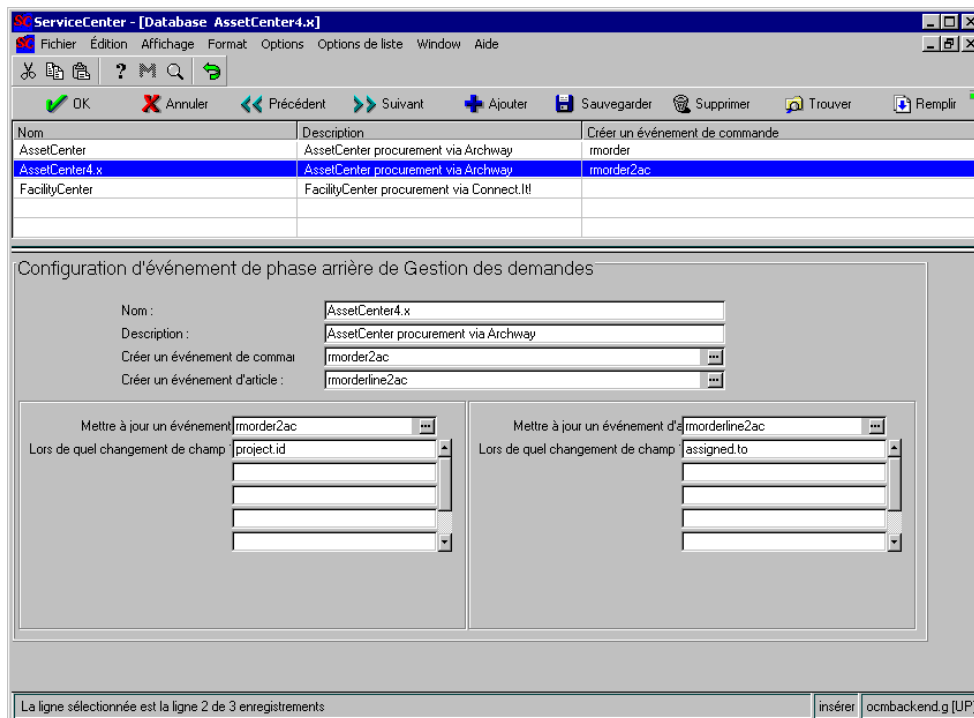 SC ServiceCenter - [Database AssetCenter4.x]
SC Fichier Édition Affichage Format Options Options de liste Window Aide
? M
OK Annuler Précédent Suivant Ajouter Sauvegarder Supprimer Trouver Remplir
Nom Description Créer un événement de commande
AssetCenter AssetCenter procurement via Archway rmorder
AssetCenter4.x AssetCenter procurement via Archway rmorder2ac
FacilityCenter FacilityCenter procurement via Connect.It!
Configuration d'événement de phase arrière de Gestion des demandes
Nom : AssetCenter4.x
Description : AssetCenter procurement via Archway
Créer un événement de commar rmorder2ac
Créer un événement d'article : rmorderline2ac
Mettre à jour un événement rmorder2ac
Lors de quel changement de champ project.id
Mettre à jour un événement d'a rmorderline2ac
Lors de quel changement de champ assigned.to
La ligne sélectionnée est la ligne 2 de 3 enregistrements insérer ocmbackend.g [UP